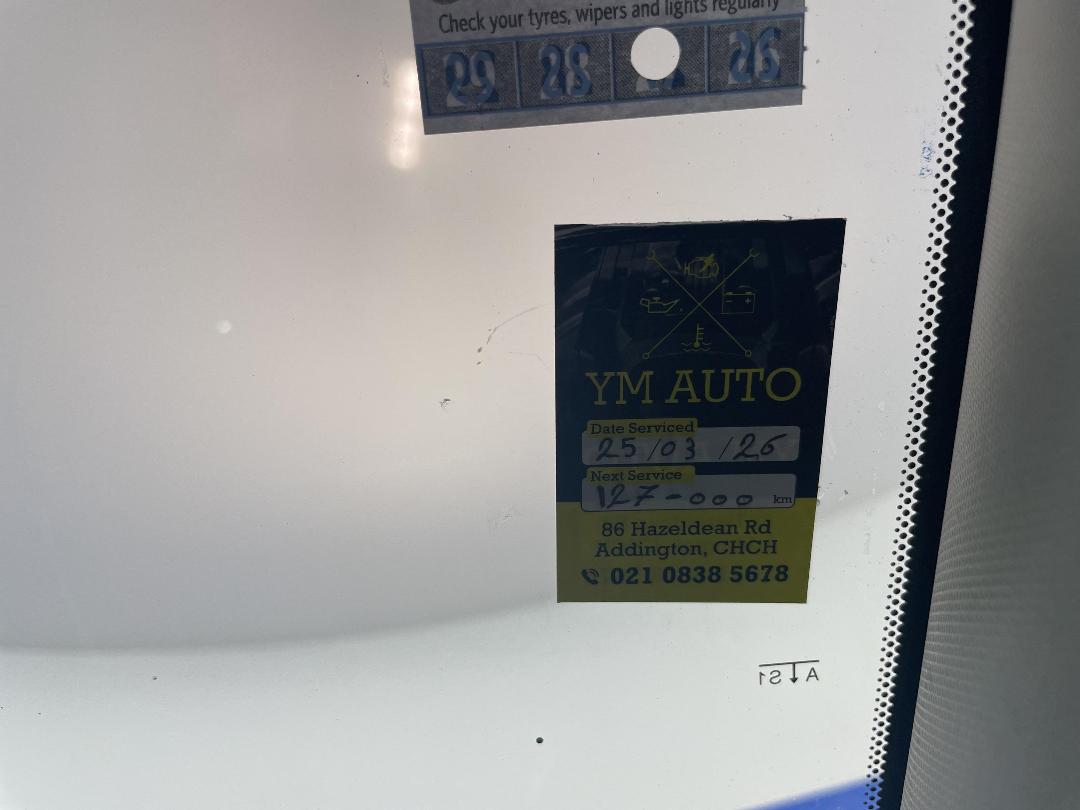 Check your tyres, wipers and lights regularly
29 28 26
YM AUTO
Date Serviced
25/03/26
Next Service
127-000 km
86 Hazeldean Rd
Addington, CHCH
021 0838 5678
A S1